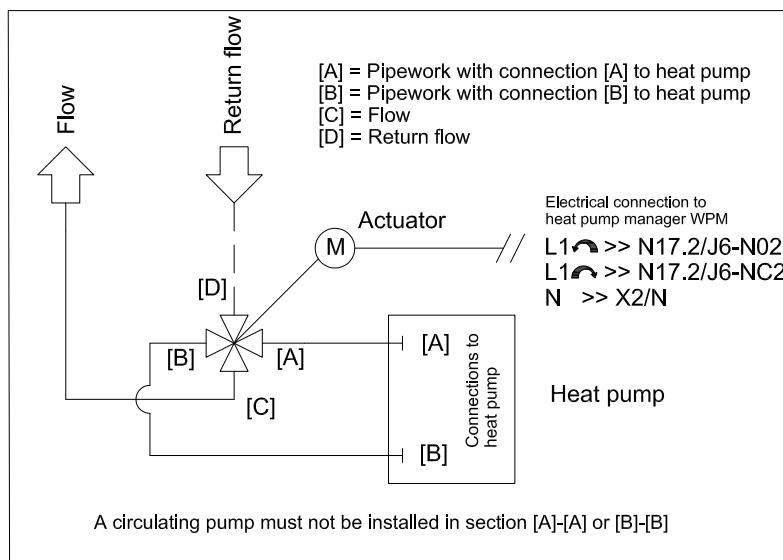 Flow
Return flow
[A] = Pipework with connection [A] to heat pump
[B] = Pipework with connection [B] to heat pump
[C] = Flow
[D] = Return flow
Electrical connection to
heat pump manager WPM
Actuator
M
L1 >> N17.2/J6-N02
L1 >> N17.2/J6-NC2
N >> X2/N
[D]
[B]
[A]
[C]
[A]
[B]
Connections to
heat pump
Heat pump
A circulating pump must not be installed in section [A]-[A] or [B]-[B]